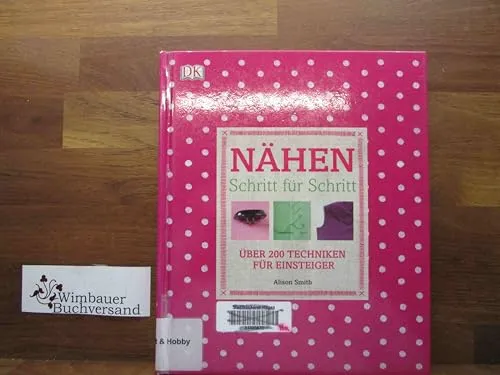 DK
NÄHEN
Schritt für Schritt
ÜBER 200 TECHNIKEN
FÜR EINSTEIGER
Alison Smith
Wimbauer
Buchversand
t & Hobby